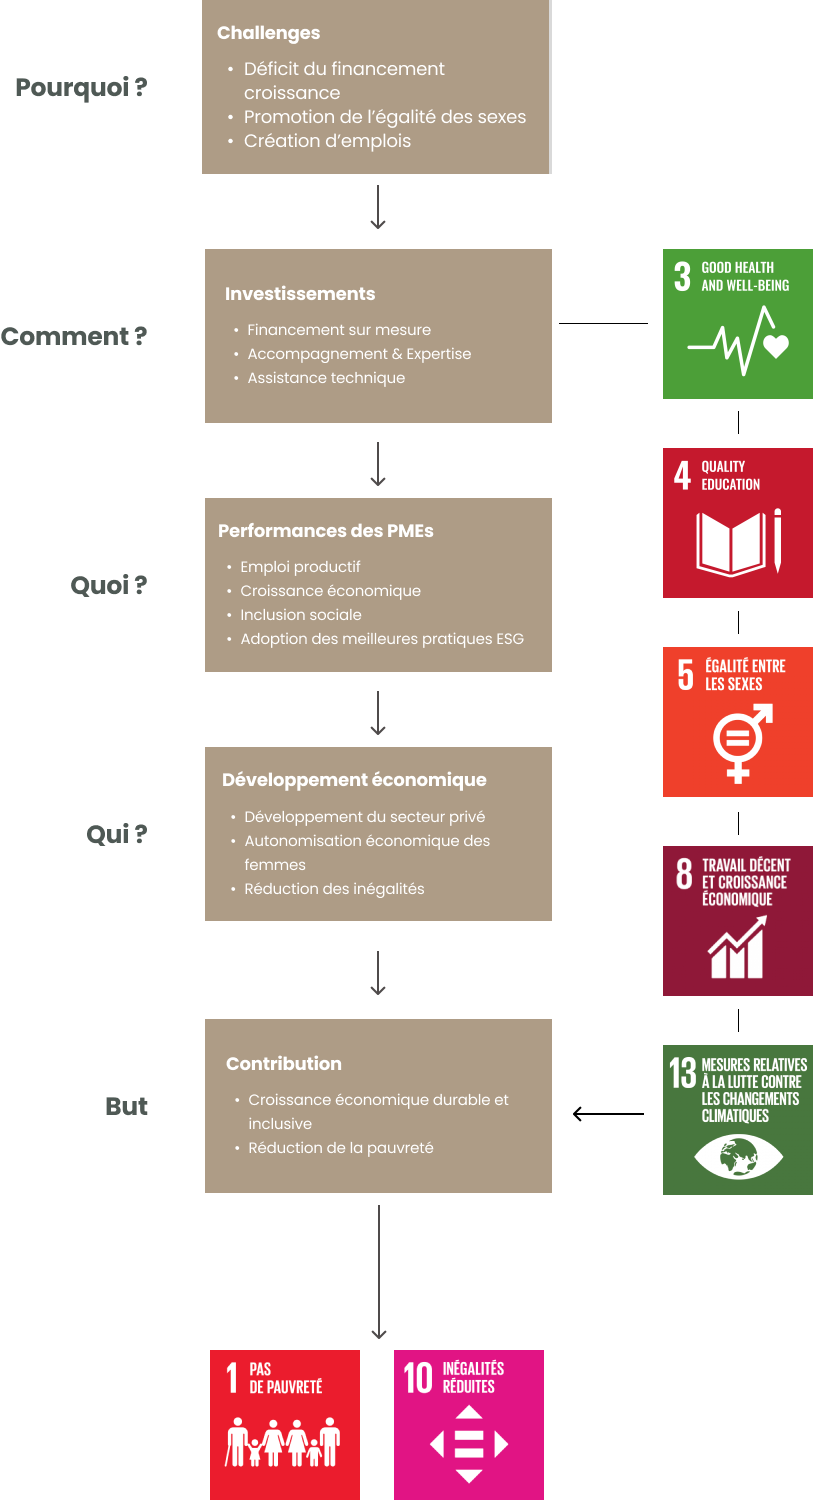 Pourquoi ?
Challenges
• Déficit du financement
croissance
• Promotion de l’égalité des sexes
• Création d’emplois
Comment ?
Investissements
• Financement sur mesure
• Accompagnement & Expertise
• Assistance technique
3 GOOD HEALTH
AND WELL-BEING
Quoi ?
Performances des PMEs
• Emploi productif
• Croissance économique
• Inclusion sociale
• Adoption des meilleures pratiques ESG
4 QUALITY
EDUCATION
5 ÉGALITÉ ENTRE
LES SEXES
Qui ?
Développement économique
• Développement du secteur privé
• Autonomisation économique des
femmes
• Réduction des inégalités
8 TRAVAIL DÉCENT
ET CROISSANCE
ÉCONOMIQUE
But
Contribution
• Croissance économique durable et
inclusive
• Réduction de la pauvreté
13 MESURES RELATIVES
À LA LUTTE CONTRE
LES CHANGEMENTS
CLIMATIQUES
1 PAS
DE PAUVRETÉ
10 INÉGALITÉS
RÉDUITES